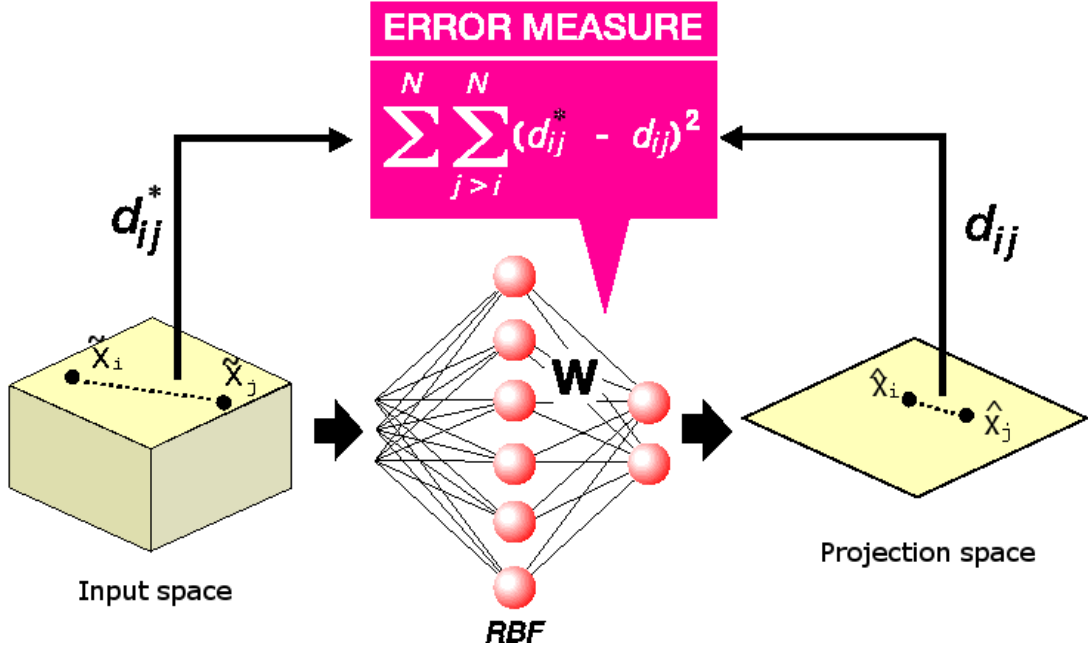 ERROR MEASURE
N N
∑ ∑ (d*ij - dij)²
j > i
d*ij
dij
x̃i
x̃j
W
x̂i
x̂j
Input space
RBF
Projection space